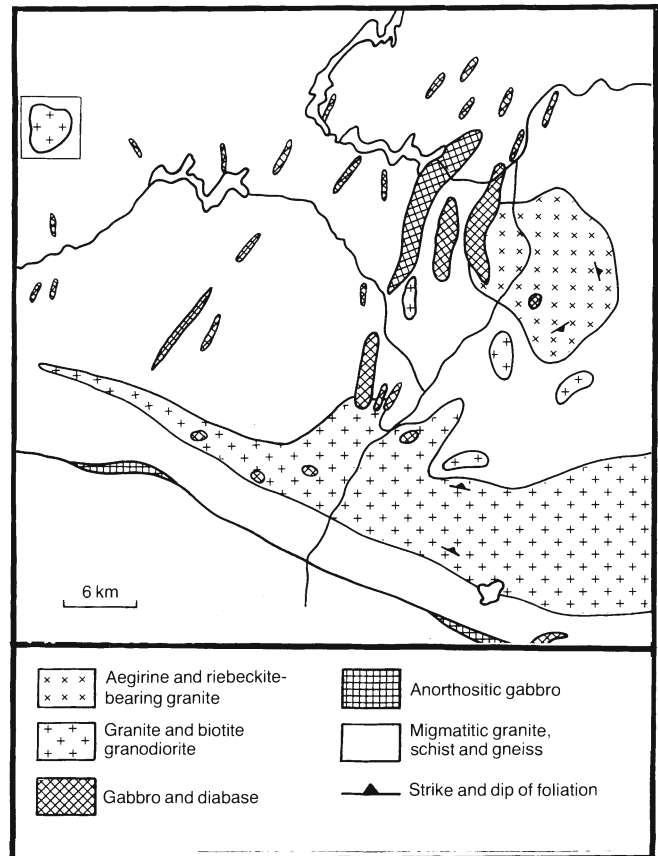 6 km
Aegirine and riebeckite-
bearing granite
Granite and biotite
granodiorite
Gabbro and diabase
Anorthositic gabbro
Migmatitic granite,
schist and gneiss
Strike and dip of foliation